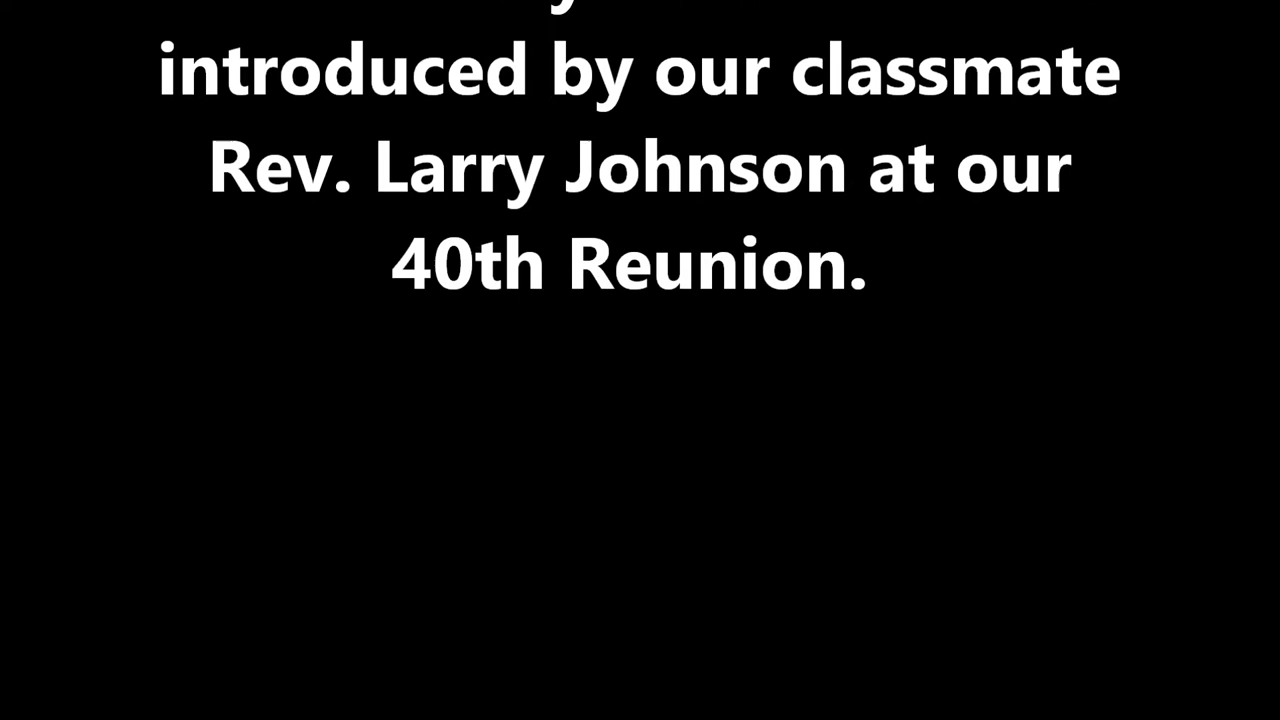 introduced by our classmate
Rev. Larry Johnson at our
40th Reunion.